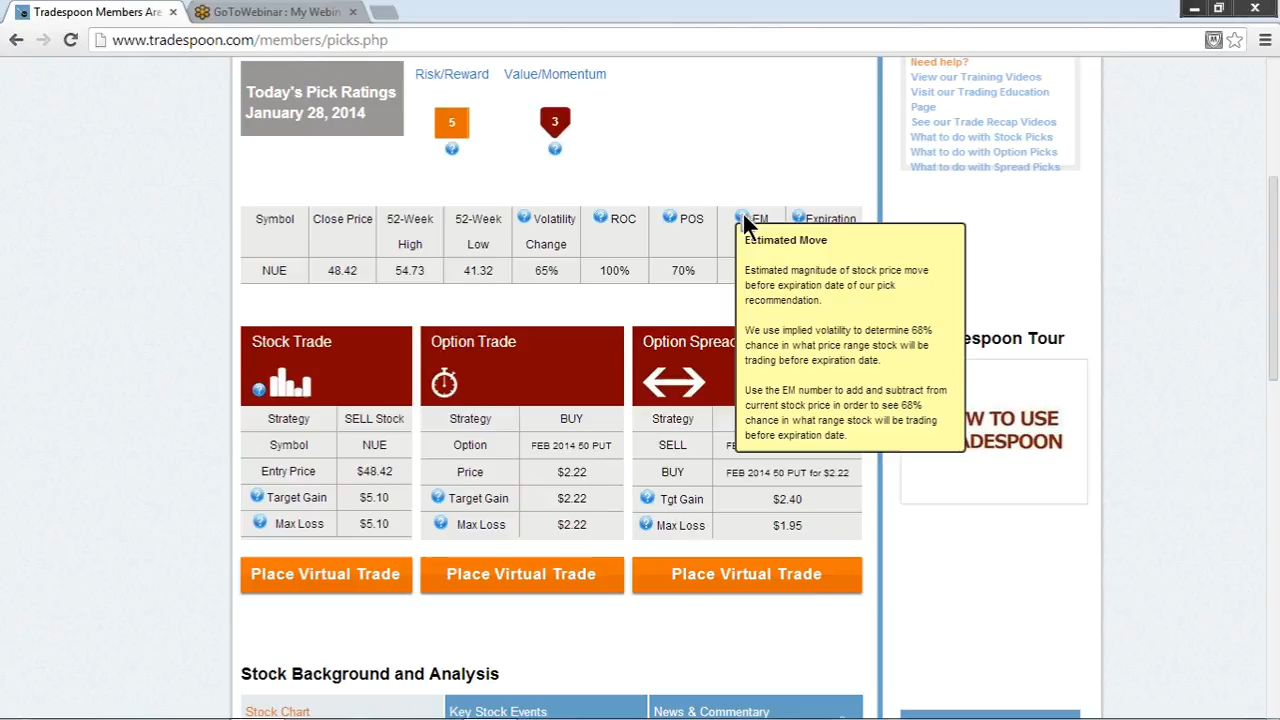 Tradespoon Members Are
GoToWebinar : My Webin
www.tradespoon.com/members/picks.php
Today's Pick Ratings
January 28, 2014
Risk/Reward
Value/Momentum
5
3
Need help?
View our Training Videos
Visit our Trading Education
Page
See our Trade Recap Videos
What to do with Stock Picks
What to do with Option Picks
What to do with Spread Picks
Symbol
Close Price
52-Week
High
52-Week
Low
Volatility
Change
ROC
POS
EM
Expiration
NUE
48.42
54.73
41.32
65%
100%
70%
Estimated Move
Estimated magnitude of stock price move
before expiration date of our pick
recommendation.
We use implied volatility to determine 68%
chance in what price range stock will be
trading before expiration date.
Use the EM number to add and subtract from
current stock price in order to see 68%
chance in what range stock will be trading
before expiration date.
Stock Trade
Strategy SELL Stock
Symbol NUE
Entry Price $48.42
Target Gain $5.10
Max Loss $5.10
Place Virtual Trade
Option Trade
Strategy BUY
Option FEB 2014 50 PUT
Price $2.22
Target Gain $2.22
Max Loss $2.22
Place Virtual Trade
Option Sprea
Strategy
SELL
BUY FEB 2014 50 PUT for $2.22
Tgt Gain $2.40
Max Loss $1.95
Place Virtual Trade
espoon Tour
OW TO USE
ADESPOON
Stock Background and Analysis
Stock Chart
Key Stock Events
News & Commentary